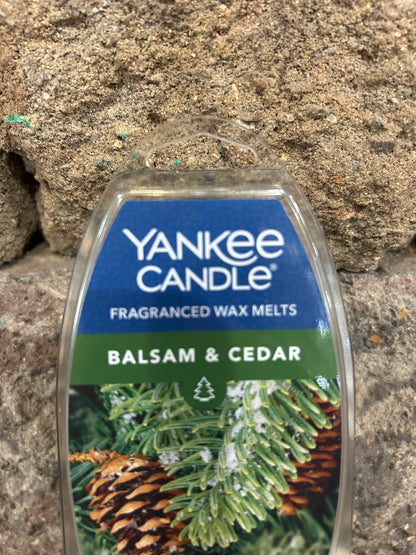 YANKEE
CANDLE®
FRAGRANCED WAX MELTS
BALSAM & CEDAR